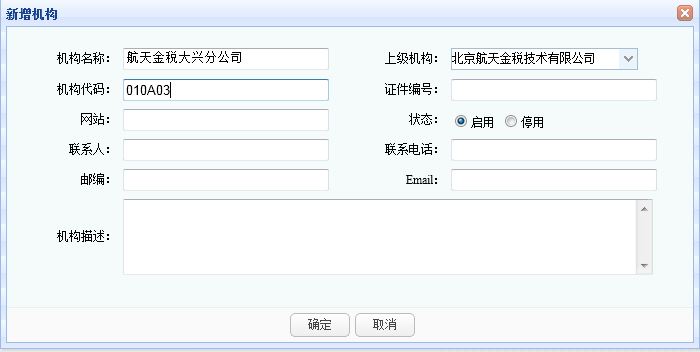 新增机构
机构名称： 航天金税大兴分公司 上级机构： 北京航天金税技术有限公司
机构代码： 010A03 证件编号：
网站： 状态： 启用 停用
联系人： 联系电话：
邮编： Email：
机构描述：
确定 取消